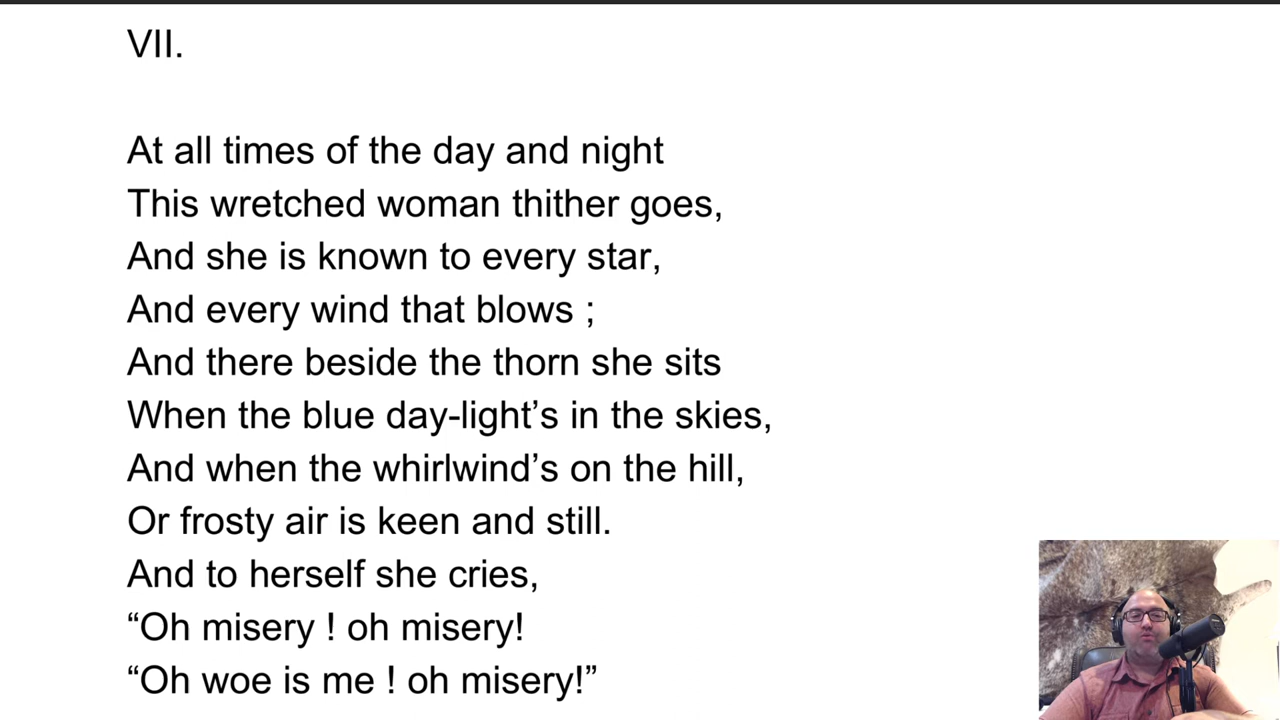 VII.
At all times of the day and night
This wretched woman thither goes,
And she is known to every star,
And every wind that blows ;
And there beside the thorn she sits
When the blue day-light’s in the skies,
And when the whirlwind’s on the hill,
Or frosty air is keen and still.
And to herself she cries,
“Oh misery ! oh misery!
“Oh woe is me ! oh misery!”